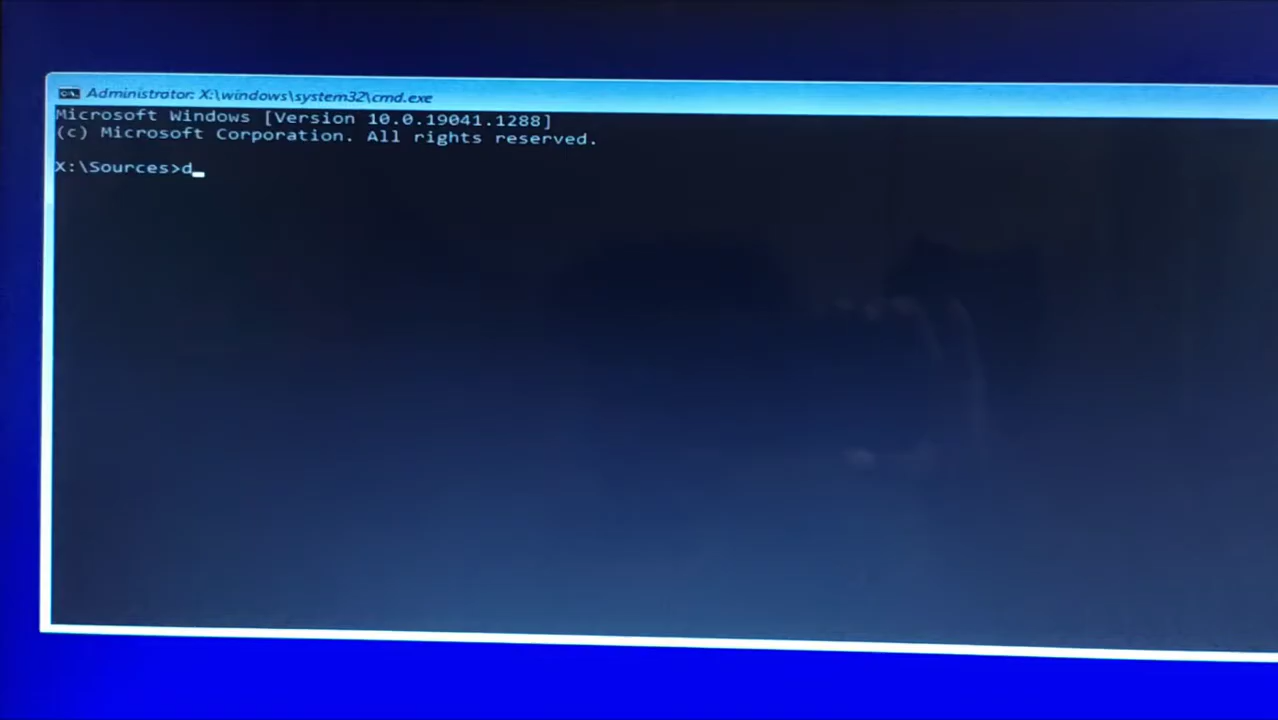 Administrator: X:\windows\system32\cmd.exe
Microsoft Windows [Version 10.0.19041.1288]
(c) Microsoft Corporation. All rights reserved.
X:\Sources>d_